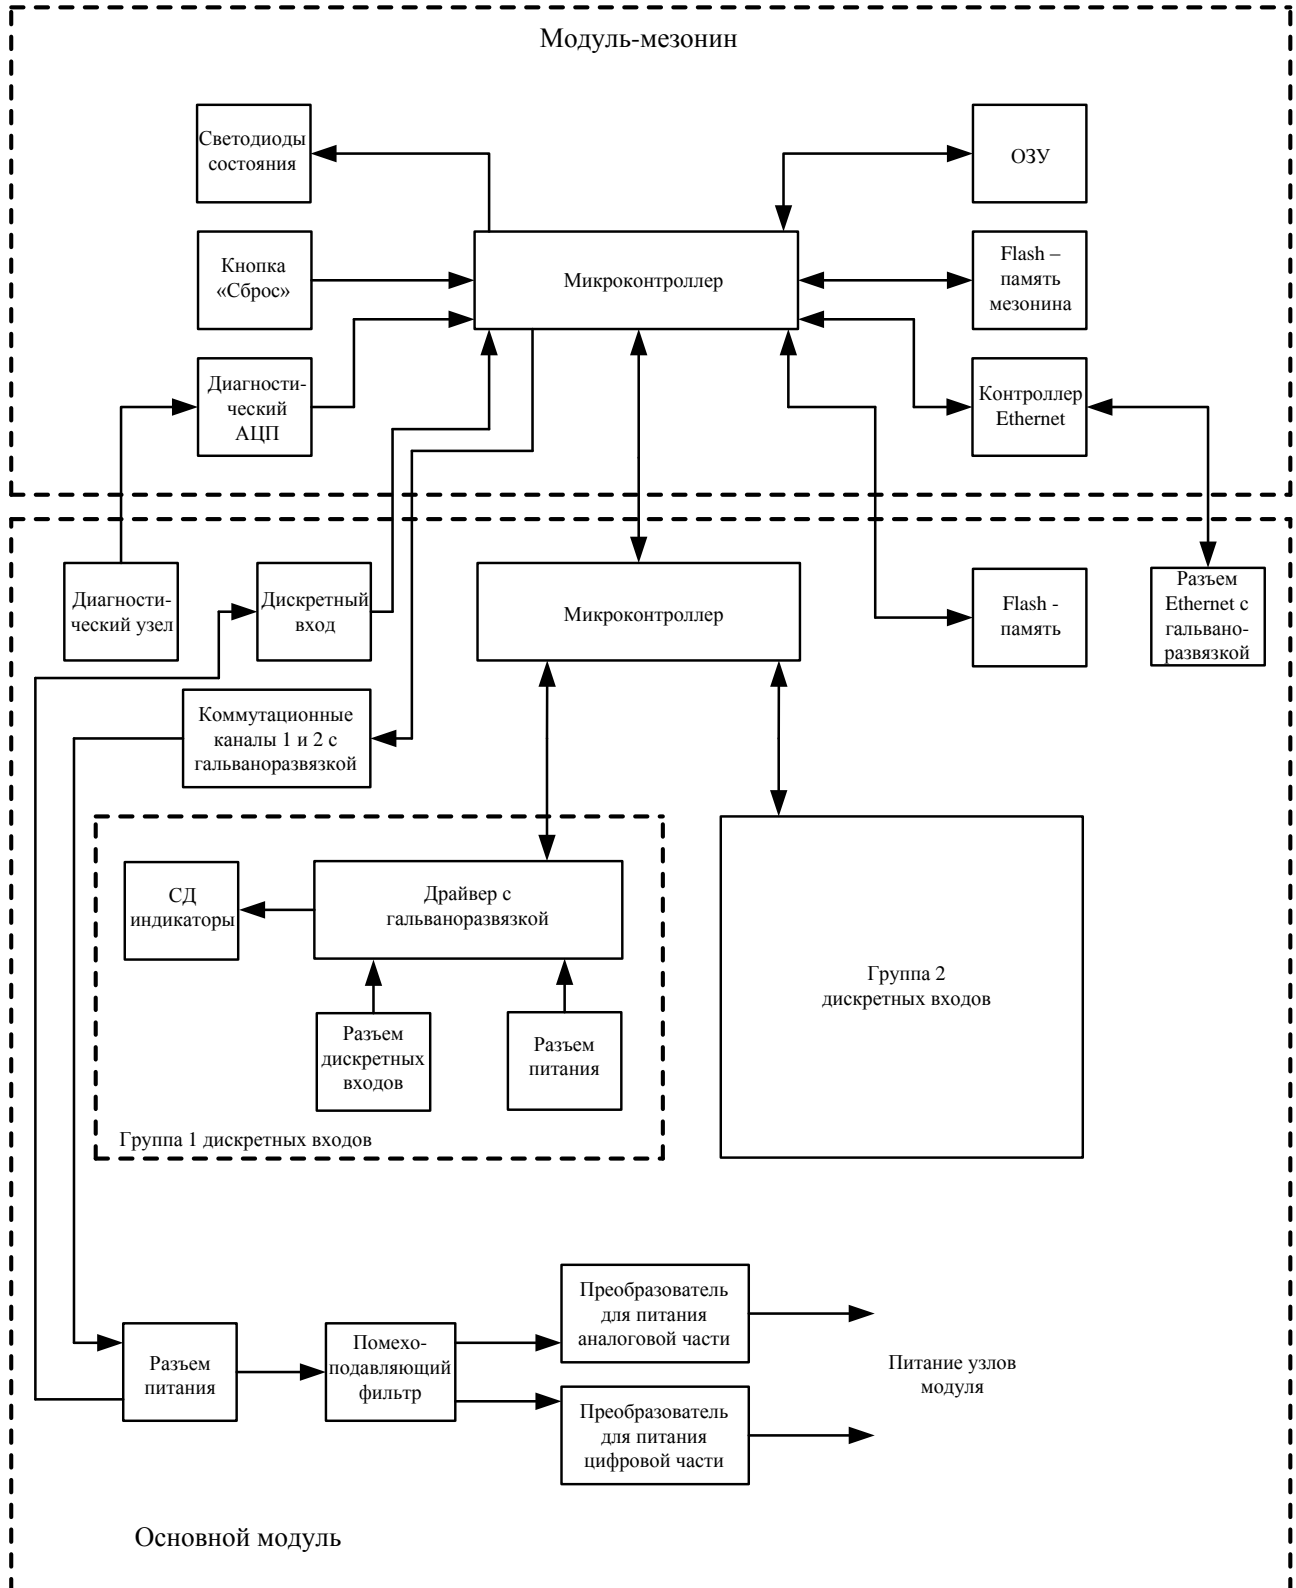 Модуль-мезонин
Светодиоды
состояния
ОЗУ
Кнопка
«Сброс»
Микроконтроллер
Flash –
память
мезонина
Диагности-
ческий
АЦП
Контроллер
Ethernet
Диагности-
ческий узел
Дискретный
вход
Микроконтроллер
Flash -
память
Разъем
Ethernet с
гальвано-
развязкой
Коммутационные
каналы 1 и 2 с
гальваноразвязкой
СД
индикаторы
Драйвер с
гальваноразвязкой
Разъем
дискретных
входов
Разъем
питания
Группа 1 дискретных входов
Группа 2
дискретных входов
Разъем
питания
Помехо-
подавляющий
фильтр
Преобразователь
для питания
аналоговой части
Преобразователь
для питания
цифровой части
Питание узлов
модуля
Основной модуль